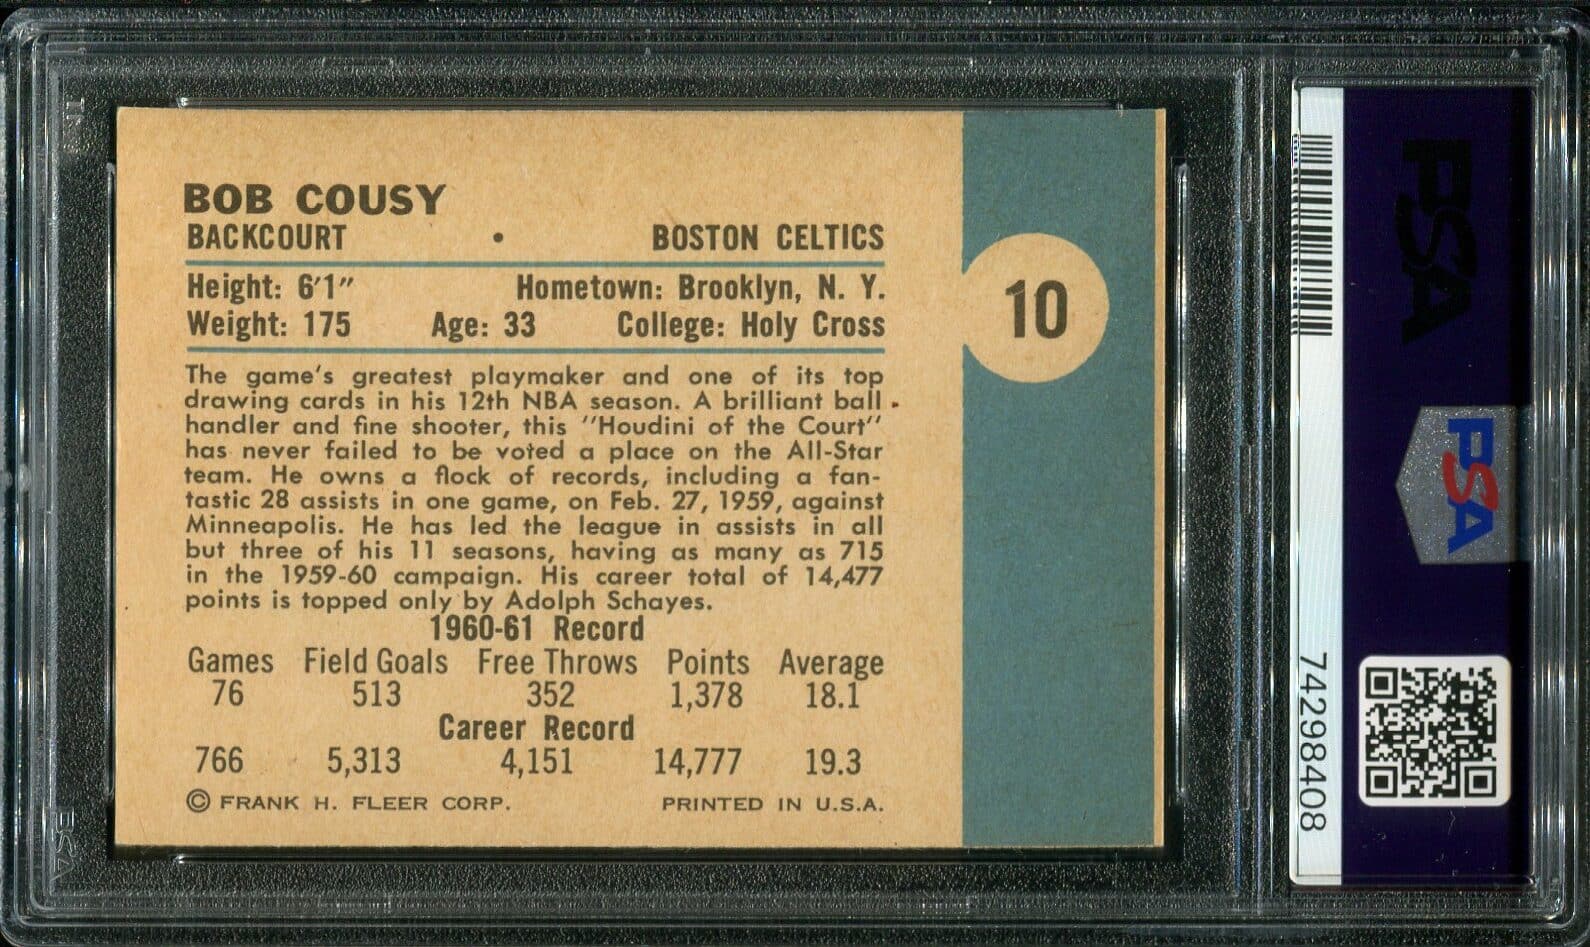 BOB COUSY
BACKCOURT • BOSTON CELTICS
Height: 6'1" Hometown: Brooklyn, N. Y.
Weight: 175 Age: 33 College: Holy Cross
The game's greatest playmaker and one of its top
drawing cards in his 12th NBA season. A brilliant ball
handler and fine shooter, this "Houdini of the Court"
has never failed to be voted a place on the All-Star
team. He owns a flock of records, including a fan-
tastic 28 assists in one game, on Feb. 27, 1959, against
Minneapolis. He has led the league in assists in all
but three of his 11 seasons, having as many as 715
in the 1959-60 campaign. His career total of 14,477
points is topped only by Adolph Schayes.
1960-61 Record
Games Field Goals Free Throws Points Average
76 513 352 1,378 18.1
Career Record
766 5,313 4,151 14,777 19.3
© FRANK H. FLEER CORP. PRINTED IN U.S.A.
10
PSA
PSA
74298408